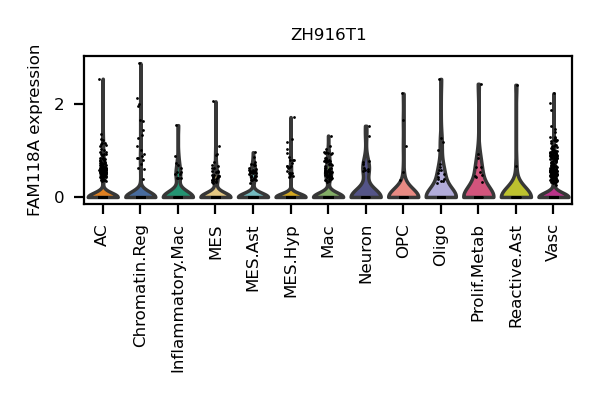 ZH916T1
FAM118A expression
2
0
AC
Chromatin.Reg
Inflammatory.Mac
MES
MES.Ast
MES.Hyp
Mac
Neuron
OPC
Oligo
Prolif.Metab
Reactive.Ast
Vasc